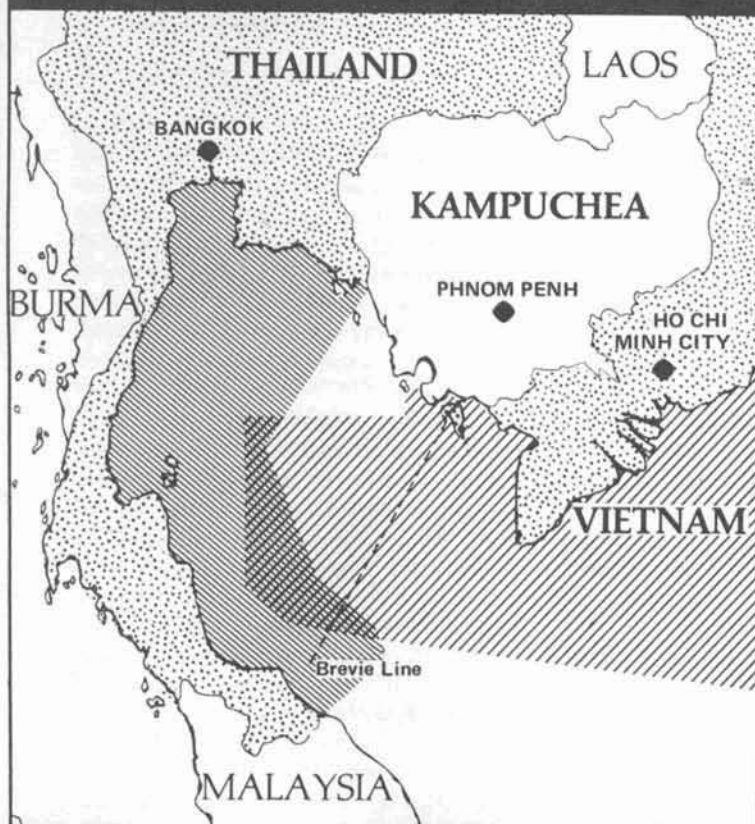 THAILAND
LAOS
BANGKOK
KAMPUCHEA
PHNOM PENH
BURMA
HO CHI
MINH CITY
VIETNAM
Brevie Line
MALAYSIA